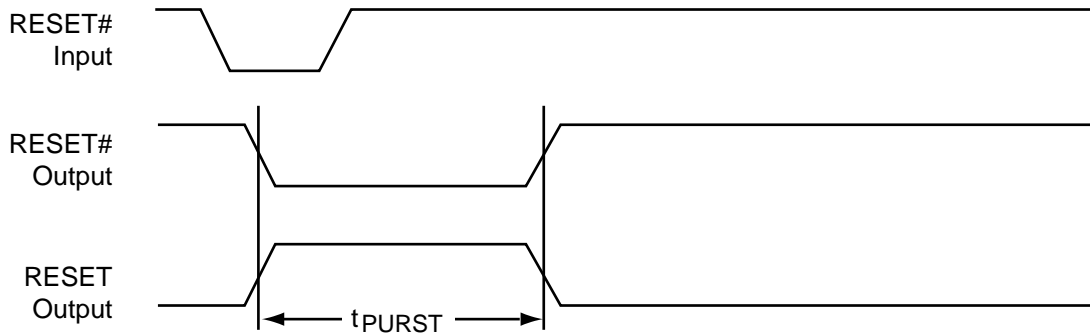 RESET#
Input
RESET#
Output
RESET
Output
tPURST